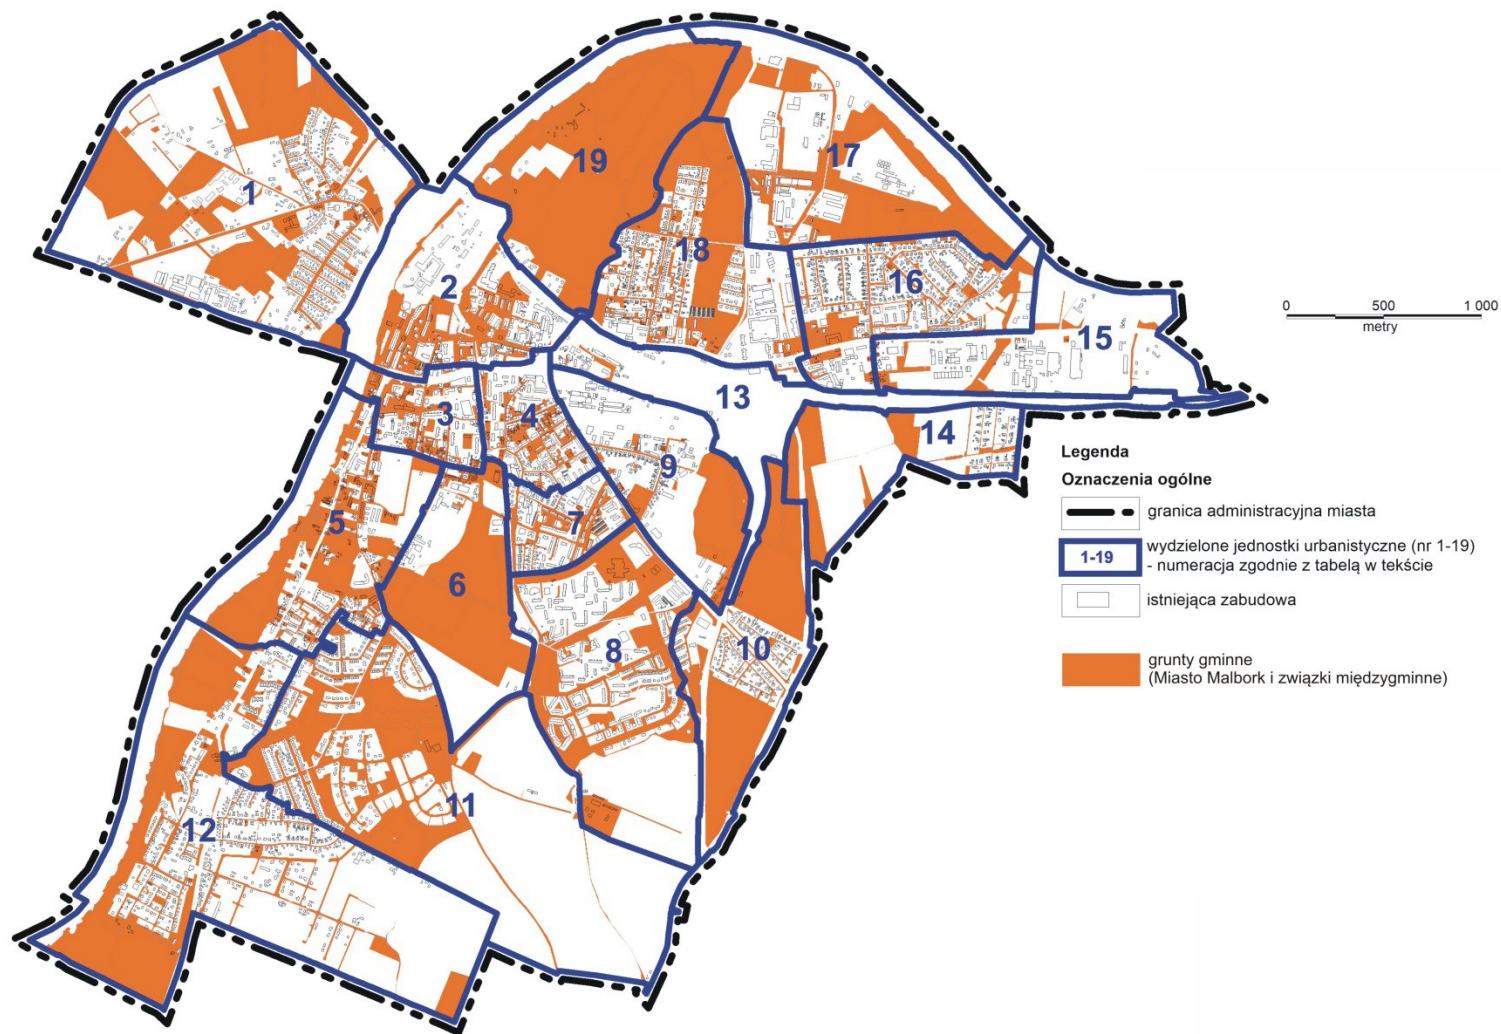 19
17
1
18
2
16
15
0 500 1 000
metry
13
3
4
14
9
Legenda
Oznaczenia ogólne
granica administracyjna miasta
5
7
1-19
wydzielone jednostki urbanistyczne (nr 1-19)
- numeracja zgodnie z tabelą w tekście
6
istniejąca zabudowa
8
10
grunty gminne
(Miasto Malbork i związki międzygminne)
11
12